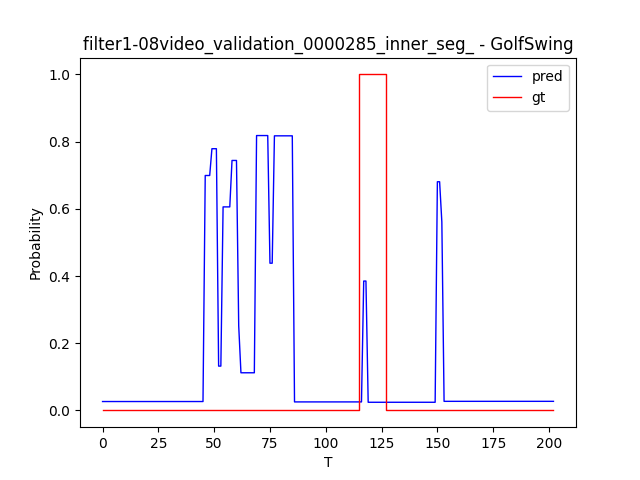 filter1-08video_validation_0000285_inner_seg_ - GolfSwing
pred
gt
Probability
1.0
0.8
0.6
0.4
0.2
0.0
0 25 50 75 100 125 150 175 200
T